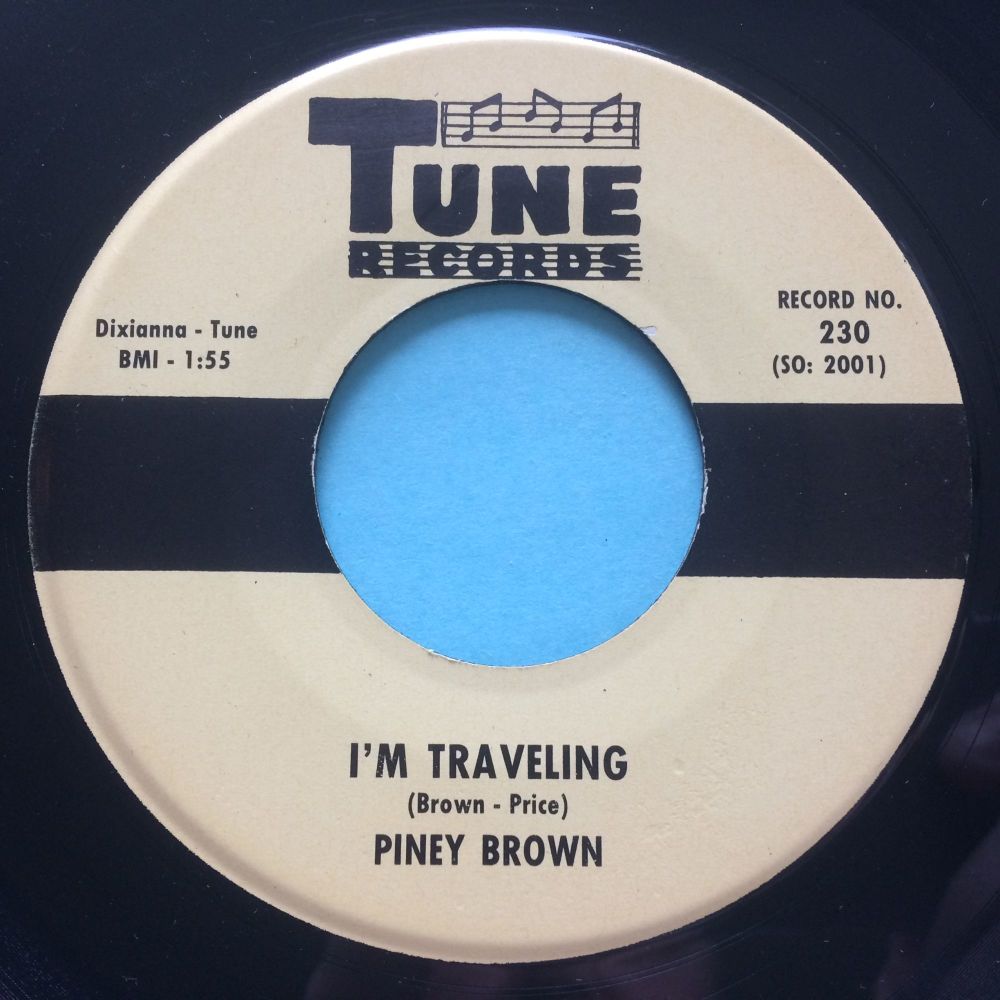 TUNE
RECORDS
Dixianna - Tune
BMI - 1:55
RECORD NO.
230
(SO: 2001)
I'M TRAVELING
(Brown - Price)
PINEY BROWN